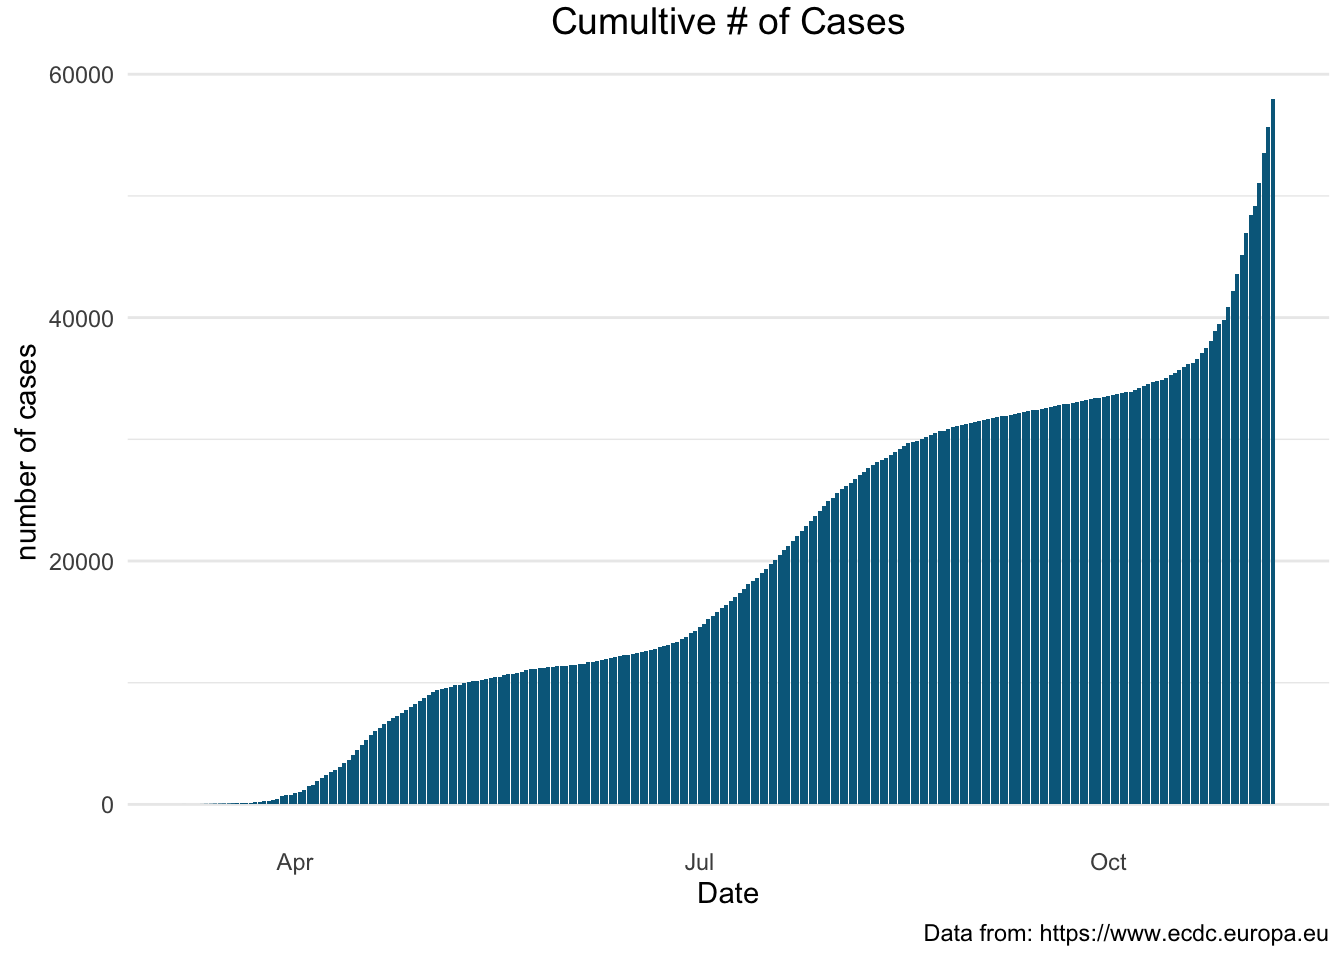 Cumultive # of Cases
60000
40000
20000
0
number of cases
Apr Jul Oct
Date
Data from: https://www.ecdc.europa.eu